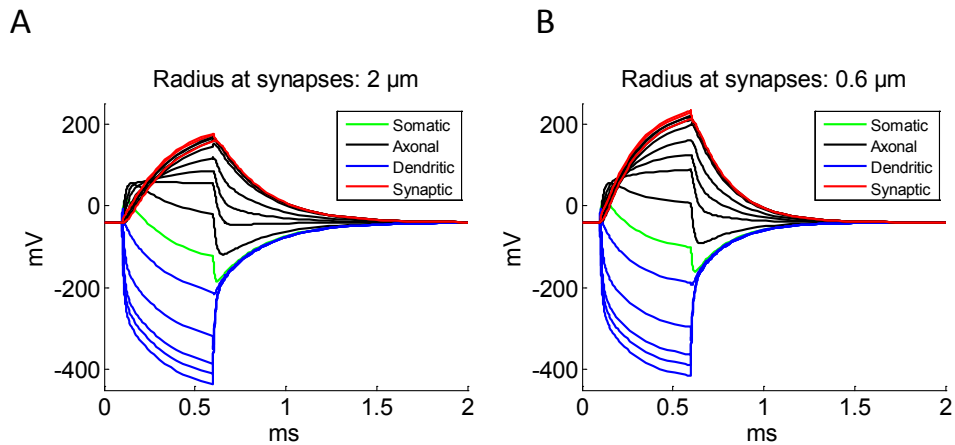 A
Radius at synapses: 2 µm
200
0
-200
-400
mV
0
0.5
1
1.5
2
ms
Somatic
Axonal
Dendritic
Synaptic
B
Radius at synapses: 0.6 µm
200
0
-200
-400
mV
0
0.5
1
1.5
2
ms
Somatic
Axonal
Dendritic
Synaptic